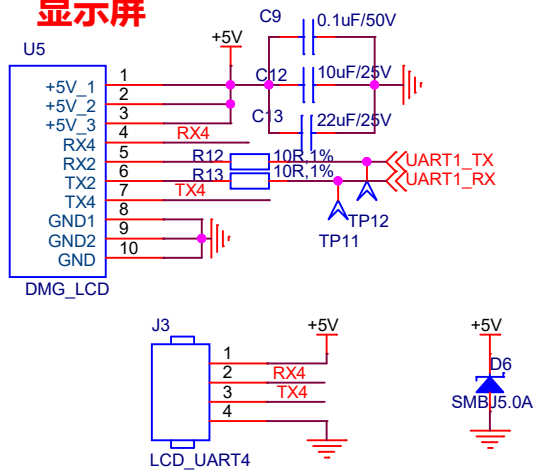 显示屏
U5
+5V
C9
0.1uF/50V
C12
10uF/25V
C13
22uF/25V
+5V_1
1
+5V_2
2
+5V_3
3
RX4
4
RX4
RX2
5
R12
10R,1%
UART1_TX
TX2
6
R13
10R,1%
UART1_RX
TX4
7
TX4
GND1
8
GND2
9
GND
10
TP12
TP11
DMG_LCD
J3
+5V
+5V
1
2
RX4
3
TX4
4
LCD_UART4
D6
SMBJ5.0A